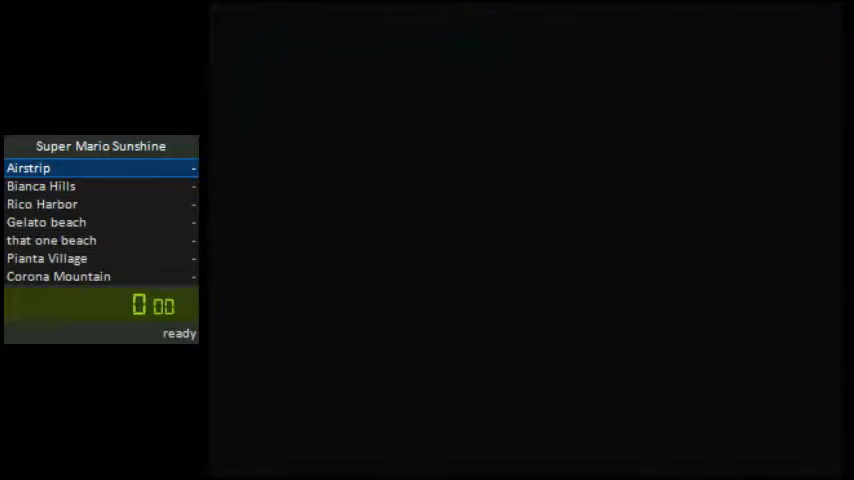 Super Mario Sunshine
Airstrip -
Bianca Hills -
Rico Harbor -
Gelato beach -
that one beach -
Pianta Village -
Corona Mountain -
0 00
ready